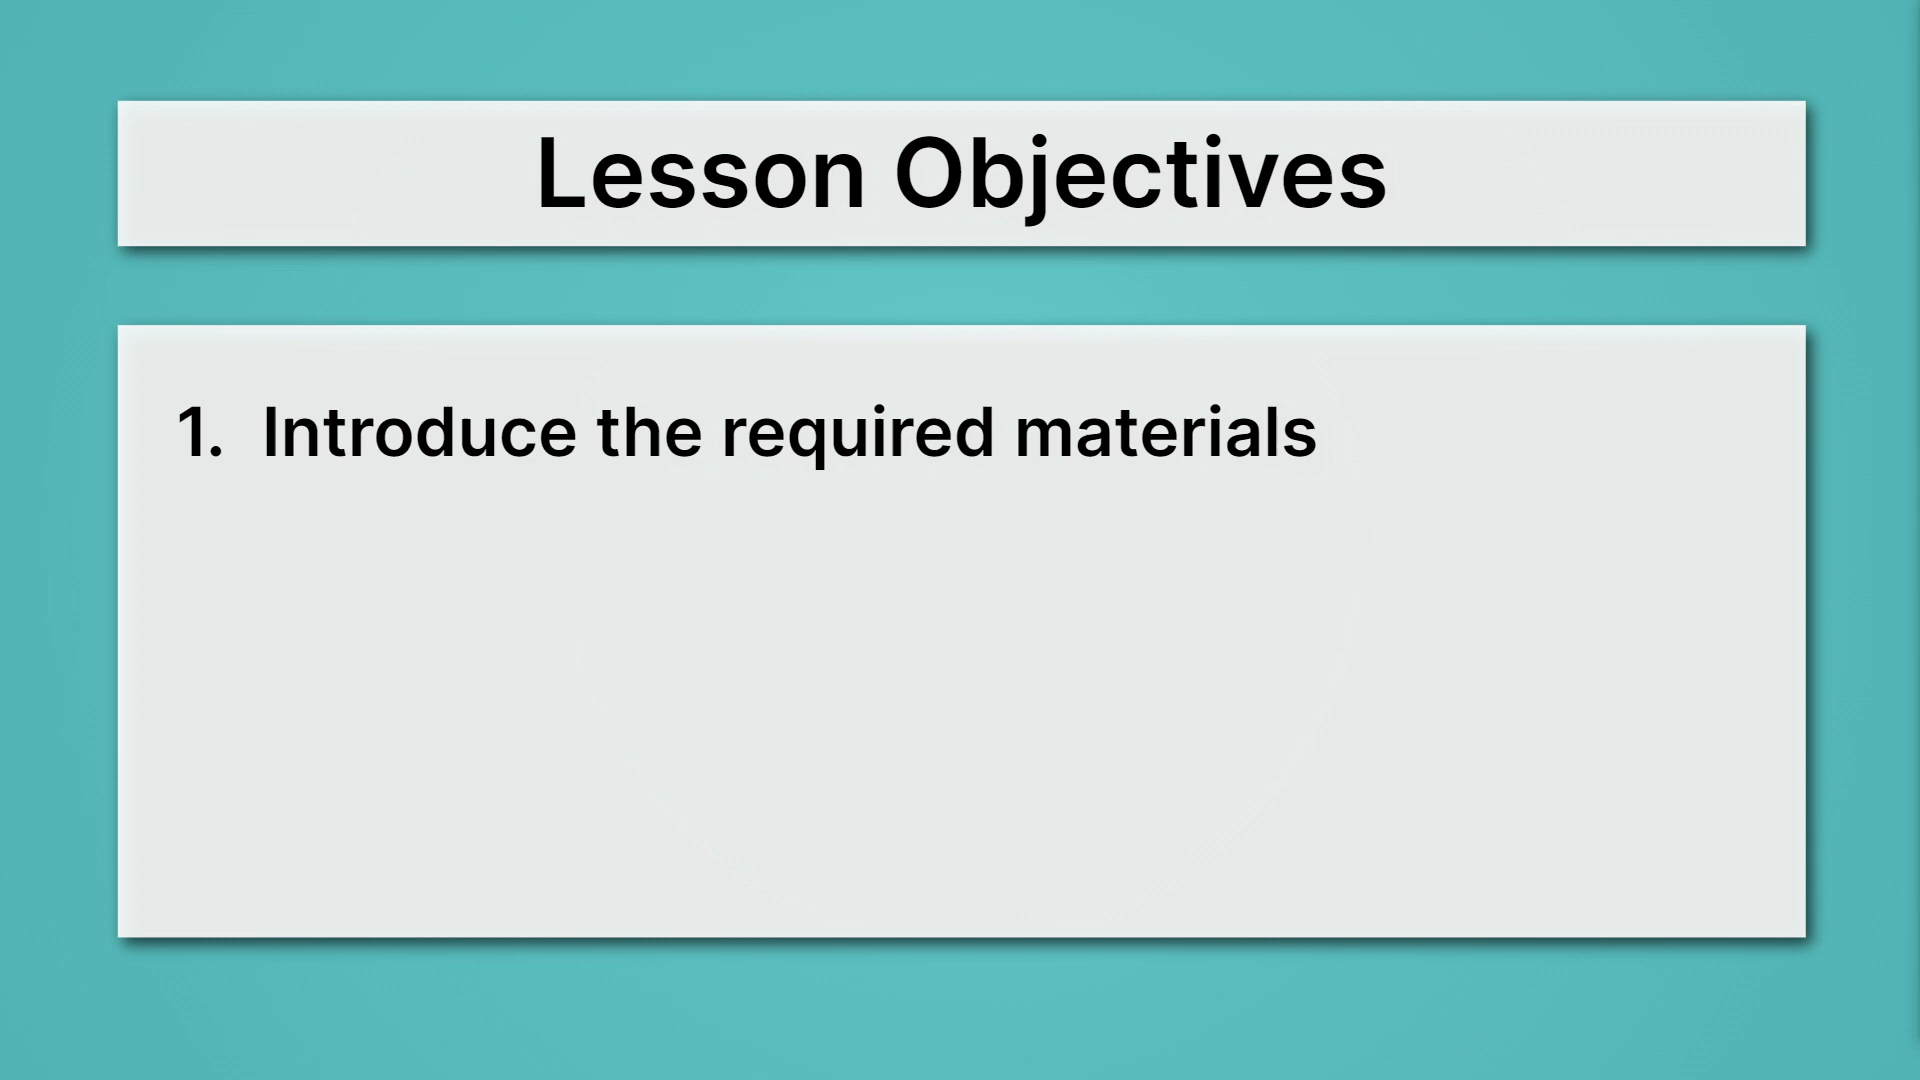 Lesson Objectives
1. Introduce the required materials